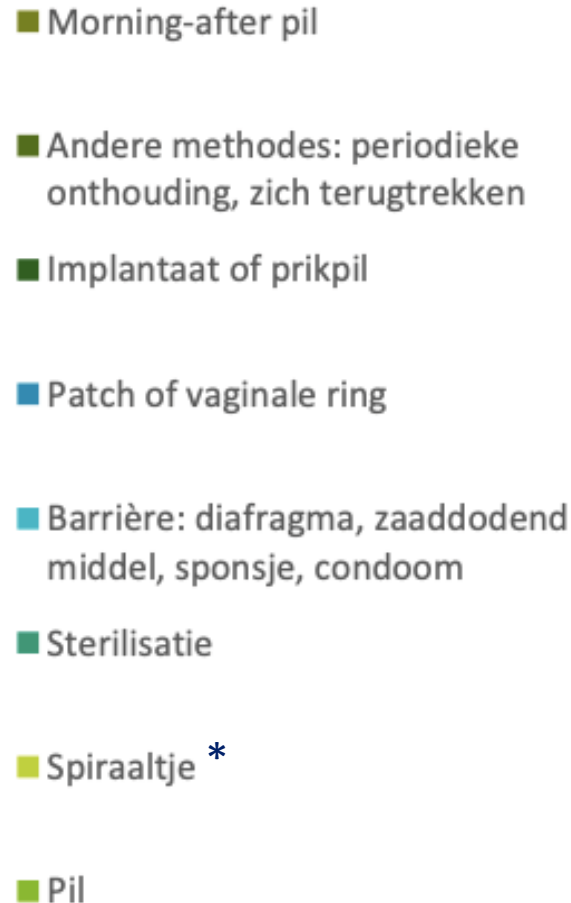 Morning-after pil
Andere methodes: periodieke
onthouding, zich terugtrekken
Implantaat of prikpil
Patch of vaginale ring
Barrière: diafragma, zaaddodend
middel, sponsje, condoom
Sterilisatie
Spiraaltje *
Pil